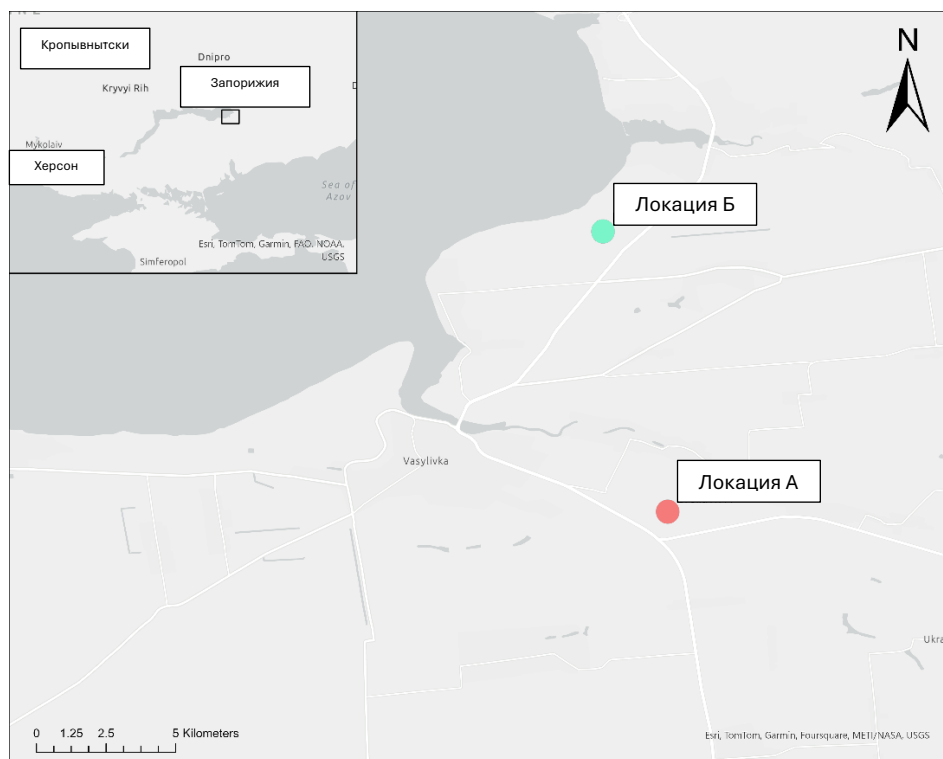 N E
Кропывнытски
Dnipro
Запорижия
Kryvyi Rih
Mykolaiv
Херсон
Sea of
Azov
Esri, TomTom, Garmin, FAO, NOAA,
USGS
Simferopol
N
Локация Б
Vasylivka
Локация А
Ukra
0 1.25 2.5 5 Kilometers
Esri, TomTom, Garmin, Foursquare, METI/NASA, USGS